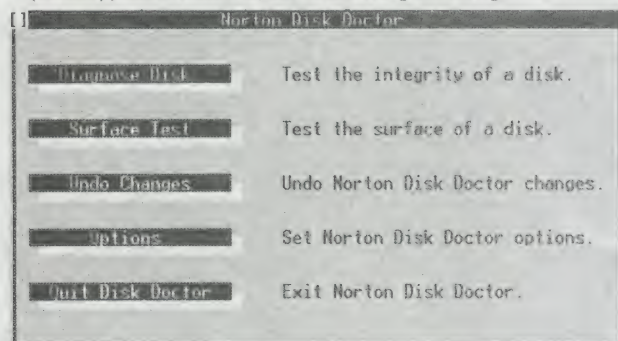 [] Norton Disk Doctor
Diagnose Disk Test the integrity of a disk.
Surface Test Test the surface of a disk.
Undo Changes Undo Norton Disk Doctor changes.
Options Set Norton Disk Doctor options.
Quit Disk Doctor Exit Norton Disk Doctor.